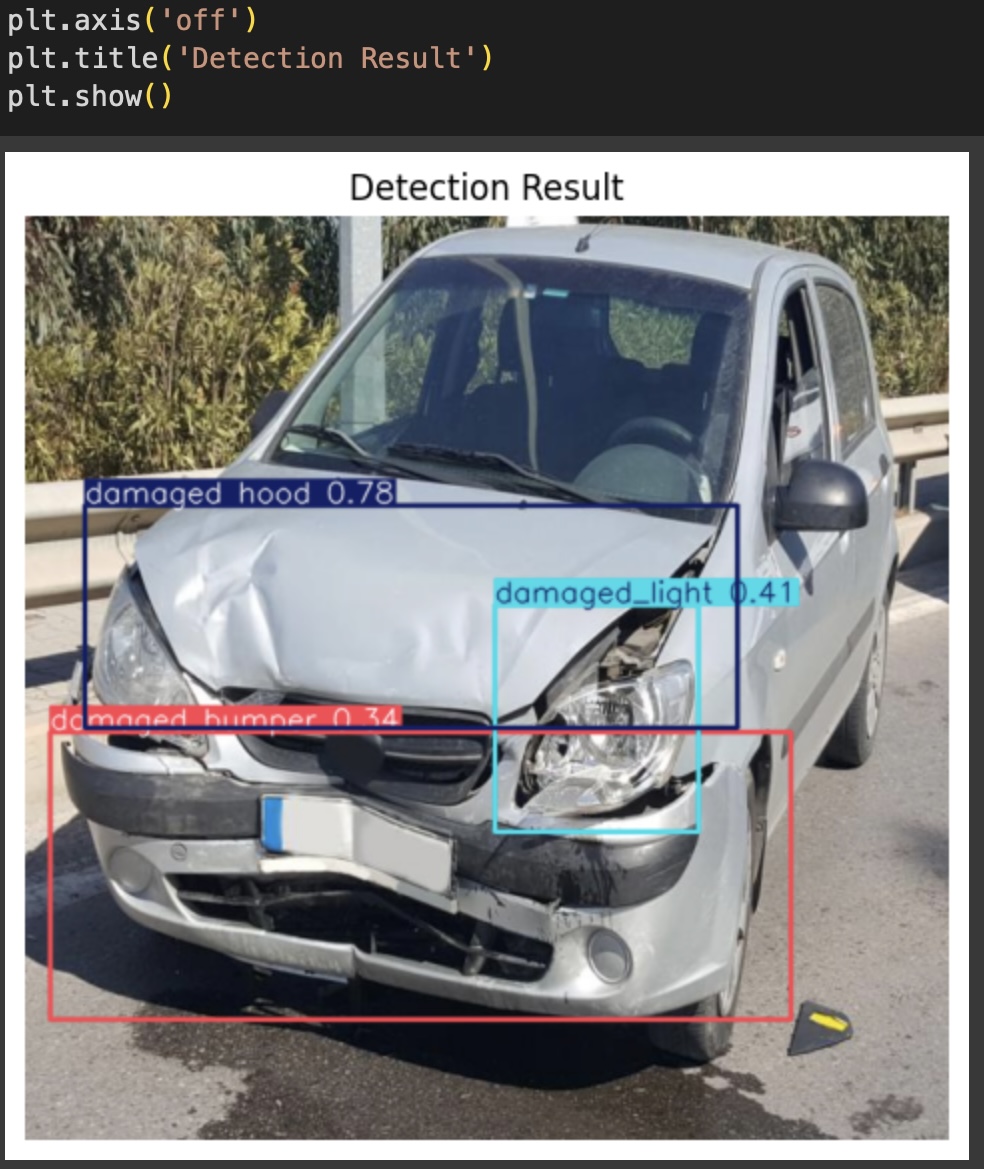 plt.axis('off')
plt.title('Detection Result')
plt.show()
Detection Result
damaged hood 0.78
damaged_light 0.41
damaged bumper 0.34